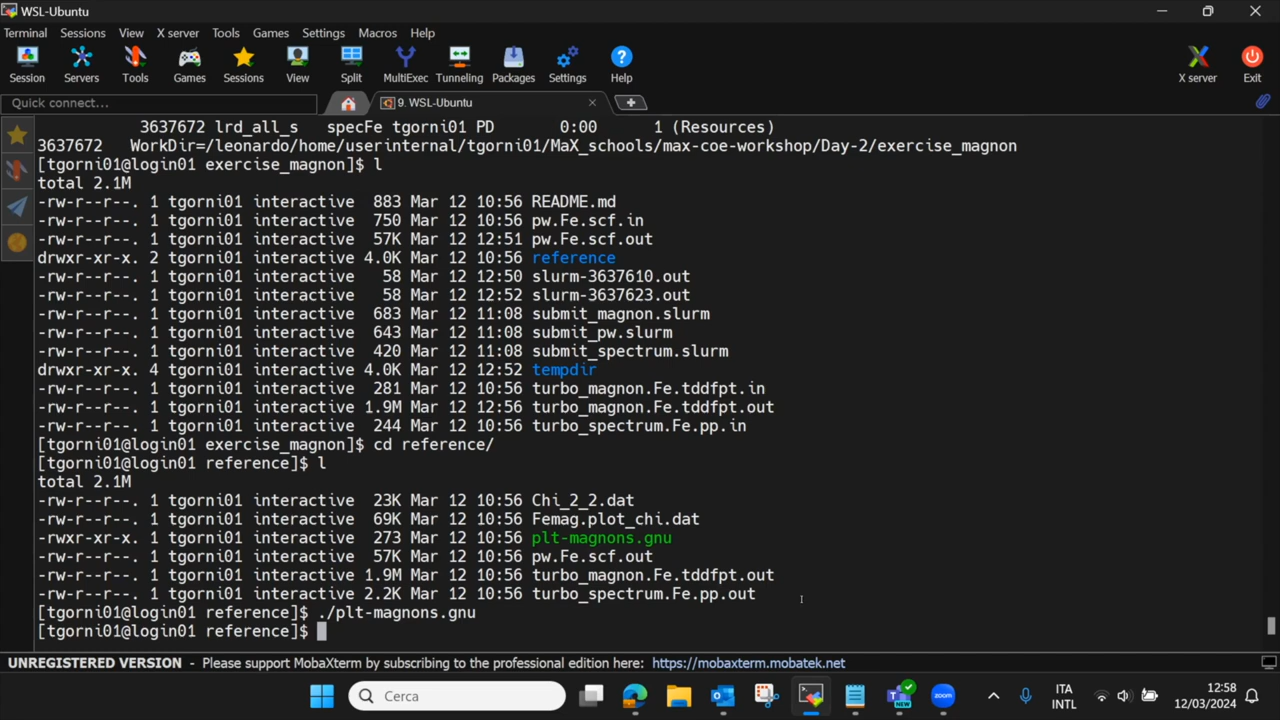 WSL-Ubuntu
Terminal Sessions View X server Tools Games Settings Macros Help
Session Servers Tools Games Sessions View Split MultiExec Tunneling Packages Settings Help X server Exit
Quick connect... 9. WSL-Ubuntu
3637672 lrd_all_s specFe tgorni01 PD 0:00 1 (Resources)
3637672 WorkDir=/leonardo/home/userinternal/tgorni01/MaX_schools/max-coe-workshop/Day-2/exercise_magnon
[tgorni01@login01 exercise_magnon]$ l
total 2.1M
-rw-r--r--. 1 tgorni01 interactive 883 Mar 12 10:56 README.md
-rw-r--r--. 1 tgorni01 interactive 750 Mar 12 10:56 pw.Fe.scf.in
-rw-r--r--. 1 tgorni01 interactive 57K Mar 12 12:51 pw.Fe.scf.out
drwxr-xr-x. 2 tgorni01 interactive 4.0K Mar 12 10:56 reference
-rw-r--r--. 1 tgorni01 interactive 58 Mar 12 12:50 slurm-3637610.out
-rw-r--r--. 1 tgorni01 interactive 58 Mar 12 12:52 slurm-3637623.out
-rw-r--r--. 1 tgorni01 interactive 683 Mar 12 11:08 submit_magnon.slurm
-rw-r--r--. 1 tgorni01 interactive 643 Mar 12 11:08 submit_pw.slurm
-rw-r--r--. 1 tgorni01 interactive 420 Mar 12 11:08 submit_spectrum.slurm
drwxr-xr-x. 4 tgorni01 interactive 4.0K Mar 12 12:52 tempdir
-rw-r--r--. 1 tgorni01 interactive 281 Mar 12 10:56 turbo_magnon.Fe.tddfpt.in
-rw-r--r--. 1 tgorni01 interactive 1.9M Mar 12 12:56 turbo_magnon.Fe.tddfpt.out
-rw-r--r--. 1 tgorni01 interactive 244 Mar 12 10:56 turbo_spectrum.Fe.pp.in
[tgorni01@login01 exercise_magnon]$ cd reference/
[tgorni01@login01 reference]$ l
total 2.1M
-rw-r--r--. 1 tgorni01 interactive 23K Mar 12 10:56 Chi_2_2.dat
-rw-r--r--. 1 tgorni01 interactive 69K Mar 12 10:56 Femag.plot_chi.dat
-rwxr-xr-x. 1 tgorni01 interactive 273 Mar 12 10:56 plt-magnons.gnu
-rw-r--r--. 1 tgorni01 interactive 57K Mar 12 10:56 pw.Fe.scf.out
-rw-r--r--. 1 tgorni01 interactive 1.9M Mar 12 10:56 turbo_magnon.Fe.tddfpt.out
-rw-r--r--. 1 tgorni01 interactive 2.2K Mar 12 10:56 turbo_spectrum.Fe.pp.out
[tgorni01@login01 reference]$ ./plt-magnons.gnu
[tgorni01@login01 reference]$
UNREGISTERED VERSION - Please support MobaXterm by subscribing to the professional edition here: https://mobaxterm.mobatek.net
Cerca
NEW
zoom
ITA
INTL
12:58
12/03/2024